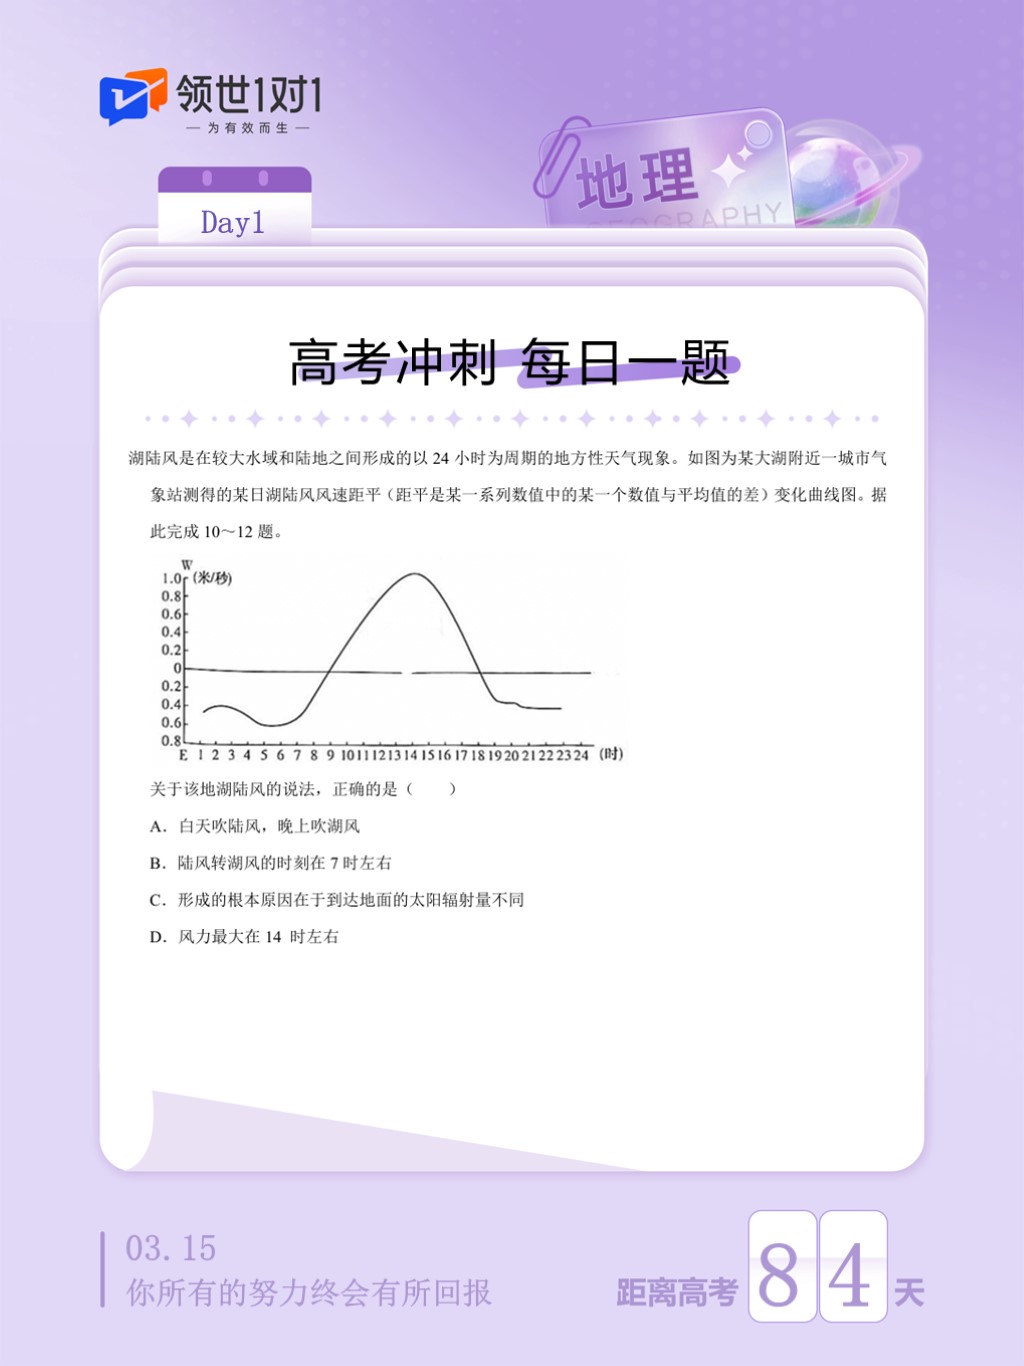 领世1对1
— 为有效而生 —
地理
GEOGRAPHY
Day1
高考冲刺 每日一题
湖陆风是在较大水域和陆地之间形成的以 24 小时为周期的地方性天气现象。如图为某大湖附近一城市气
象站测得的某日湖陆风风速距平（距平是某一系列数值中的某一个数值与平均值的差）变化曲线图。据
此完成 10～12 题。
W
1.0 (米/秒)
0.8
0.6
0.4
0.2
0
0.2
0.4
0.6
0.8
E 1 2 3 4 5 6 7 8 9 10 11 12 13 14 15 16 17 18 19 20 21 22 23 24 (时)
关于该地湖陆风的说法，正确的是（　　）
A．白天吹陆风，晚上吹湖风
B．陆风转湖风的时刻在 7 时左右
C．形成的根本原因在于到达地面的太阳辐射量不同
D．风力最大在 14 时左右
03.15
你所有的努力终会有所回报
距离高考 84 天